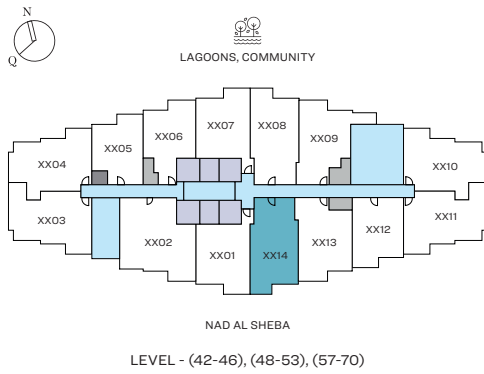 N
Q
LAGOONS, COMMUNITY
XX07
XX08
XX06
XX09
XX05
XX04
XX10
XX03
XX11
XX02
XX12
XX13
XX01
XX14
NAD AL SHEBA
LEVEL - (42-46), (48-53), (57-70)